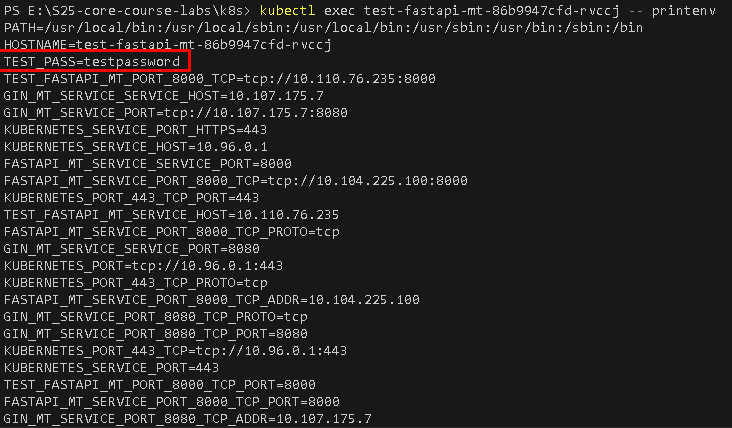 PS E:\S25-core-course-labs\k8s> kubectl exec test-fastapi-mt-86b9947cfd-rvccj -- printenv
PATH=/usr/local/bin:/usr/local/sbin:/usr/local/bin:/usr/sbin:/usr/bin:/sbin:/bin
HOSTNAME=test-fastapi-mt-86b9947cfd-rvccj
TEST_PASS=testpassword
TEST_FASTAPI_MT_PORT_8000_TCP=tcp://10.110.76.235:8000
GIN_MT_SERVICE_SERVICE_HOST=10.107.175.7
GIN_MT_SERVICE_PORT=tcp://10.107.175.7:8080
KUBERNETES_SERVICE_PORT_HTTPS=443
KUBERNETES_SERVICE_HOST=10.96.0.1
FASTAPI_MT_SERVICE_SERVICE_PORT=8000
FASTAPI_MT_SERVICE_PORT_8000_TCP=tcp://10.104.225.100:8000
KUBERNETES_PORT_443_TCP_PORT=443
TEST_FASTAPI_MT_SERVICE_HOST=10.110.76.235
FASTAPI_MT_SERVICE_PORT_8000_TCP_PROTO=tcp
GIN_MT_SERVICE_SERVICE_PORT=8080
KUBERNETES_PORT=tcp://10.96.0.1:443
KUBERNETES_PORT_443_TCP_PROTO=tcp
FASTAPI_MT_SERVICE_PORT_8000_TCP_ADDR=10.104.225.100
GIN_MT_SERVICE_PORT_8080_TCP_PROTO=tcp
GIN_MT_SERVICE_PORT_8080_TCP_PORT=8080
KUBERNETES_PORT_443_TCP=tcp://10.96.0.1:443
KUBERNETES_SERVICE_PORT=443
TEST_FASTAPI_MT_PORT_8000_TCP_PORT=8000
FASTAPI_MT_SERVICE_PORT_8000_TCP_PORT=8000
GIN_MT_SERVICE_PORT_8080_TCP_ADDR=10.107.175.7